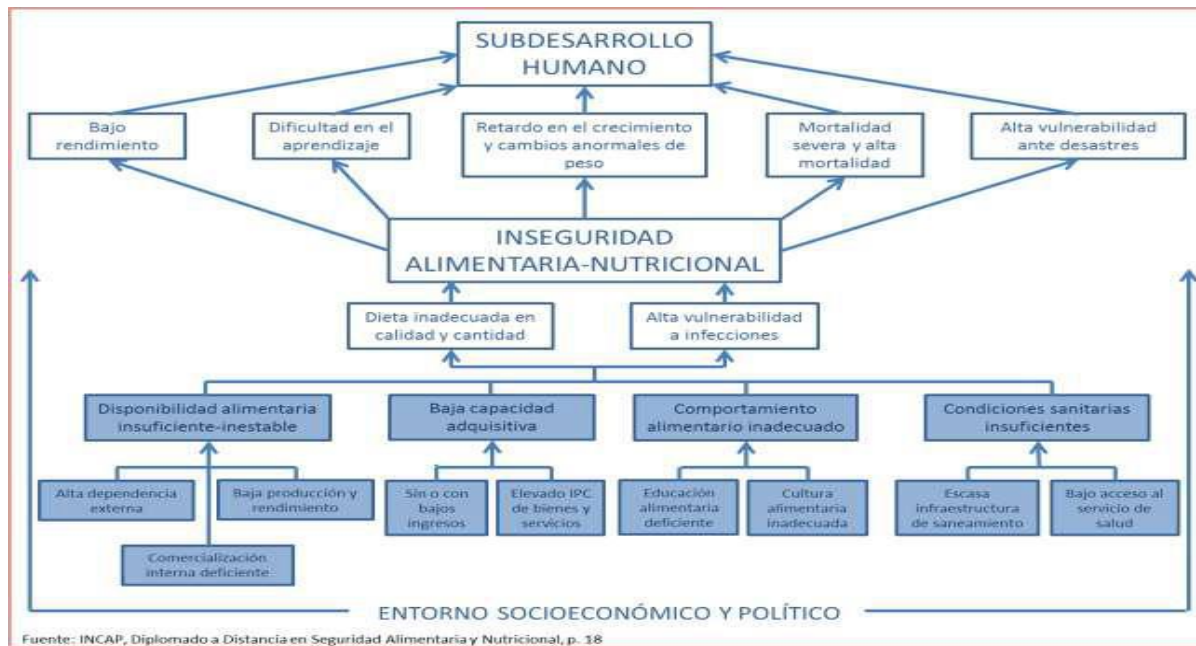 SUBDESARROLLO
HUMANO
Bajo
rendimiento
Dificultad en el
aprendizaje
Retardo en el crecimiento
y cambios anormales de
peso
Mortalidad
severa y alta
mortalidad
Alta vulnerabilidad
ante desastres
INSEGURIDAD
ALIMENTARIA-NUTRICIONAL
Dieta inadecuada en
calidad y cantidad
Alta vulnerabilidad
a infecciones
Disponibilidad alimentaria
insuficiente-inestable
Baja capacidad
adquisitiva
Comportamiento
alimentario inadecuado
Condiciones sanitarias
insuficientes
Alta dependencia
externa
Baja producción y
rendimiento
Comercialización
interna deficiente
Sin o con
bajos
ingresos
Elevado IPC
de bienes y
servicios
Educación
alimentaria
deficiente
Cultura
alimentaria
inadecuada
Escasa
infraestructura
de saneamiento
Bajo acceso al
servicio de
salud
ENTORNO SOCIOECONÓMICO Y POLÍTICO
Fuente: INCAP, Diplomado a Distancia en Seguridad Alimentaria y Nutricional, p. 18